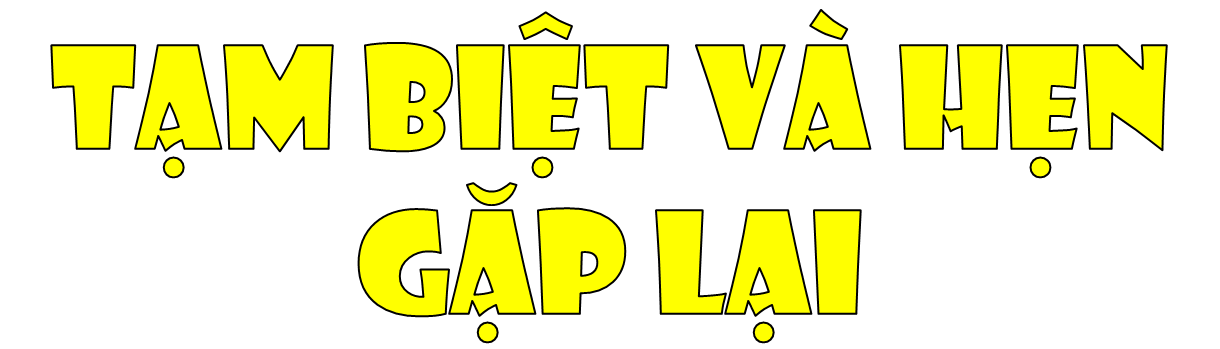 TẠM BIỆT VÀ HẸN
GẶP LẠI